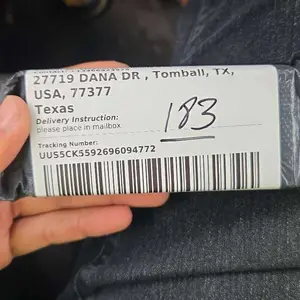 27719 DANA DR , Tomball, TX,
USA, 77377
Texas
Delivery Instruction:
please place in mailbox
183
Tracking Number:
UUS5CK5592696094772